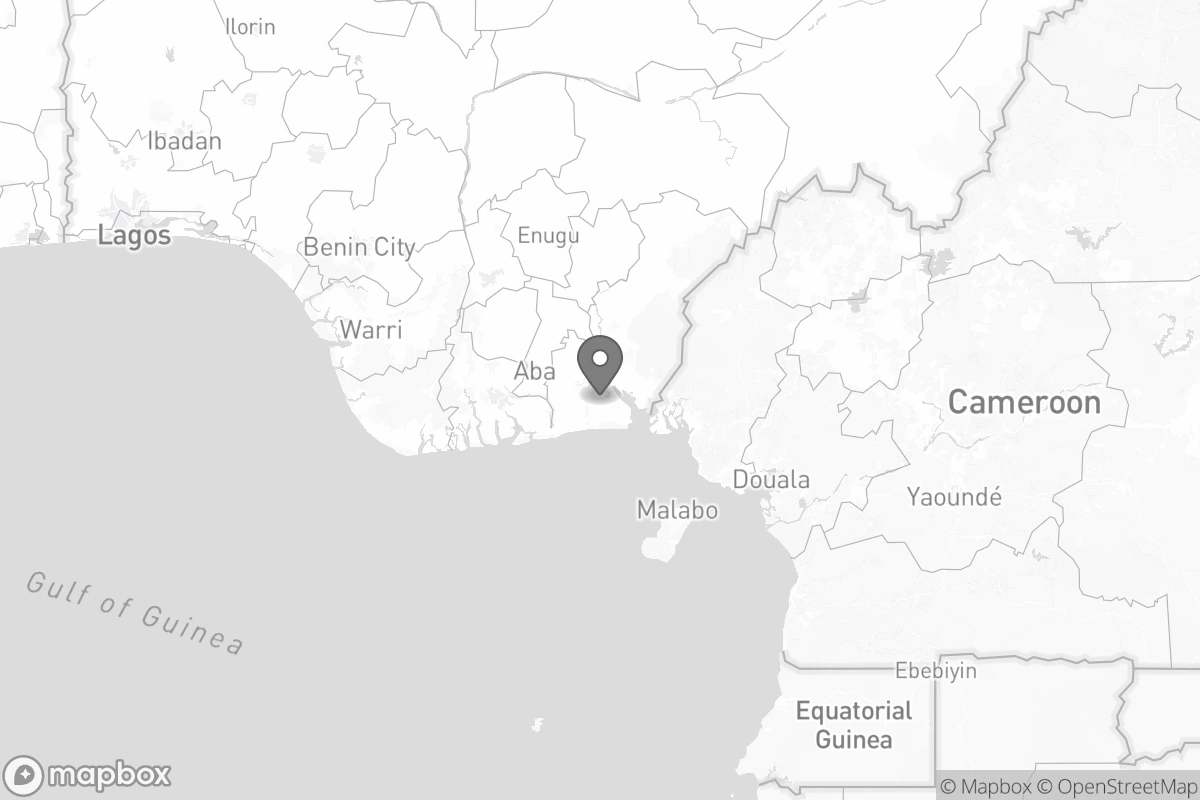 Ilorin
Ibadan
Lagos
Benin City
Enugu
Warri
Aba
Cameroon
Douala
Yaoundé
Malabo
Gulf of Guinea
Ebebiyin
Equatorial
Guinea
mapbox
© Mapbox © OpenStreetMap